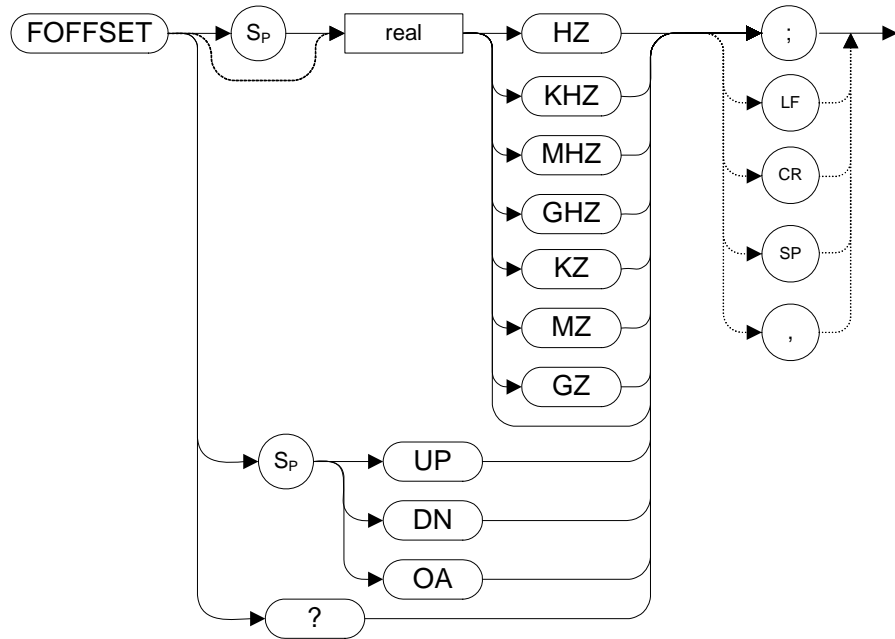 FOFFSET SP real HZ ;
KHZ LF
MHZ CR
GHZ
KZ SP
MZ
,
GZ
SP UP
DN
OA
?